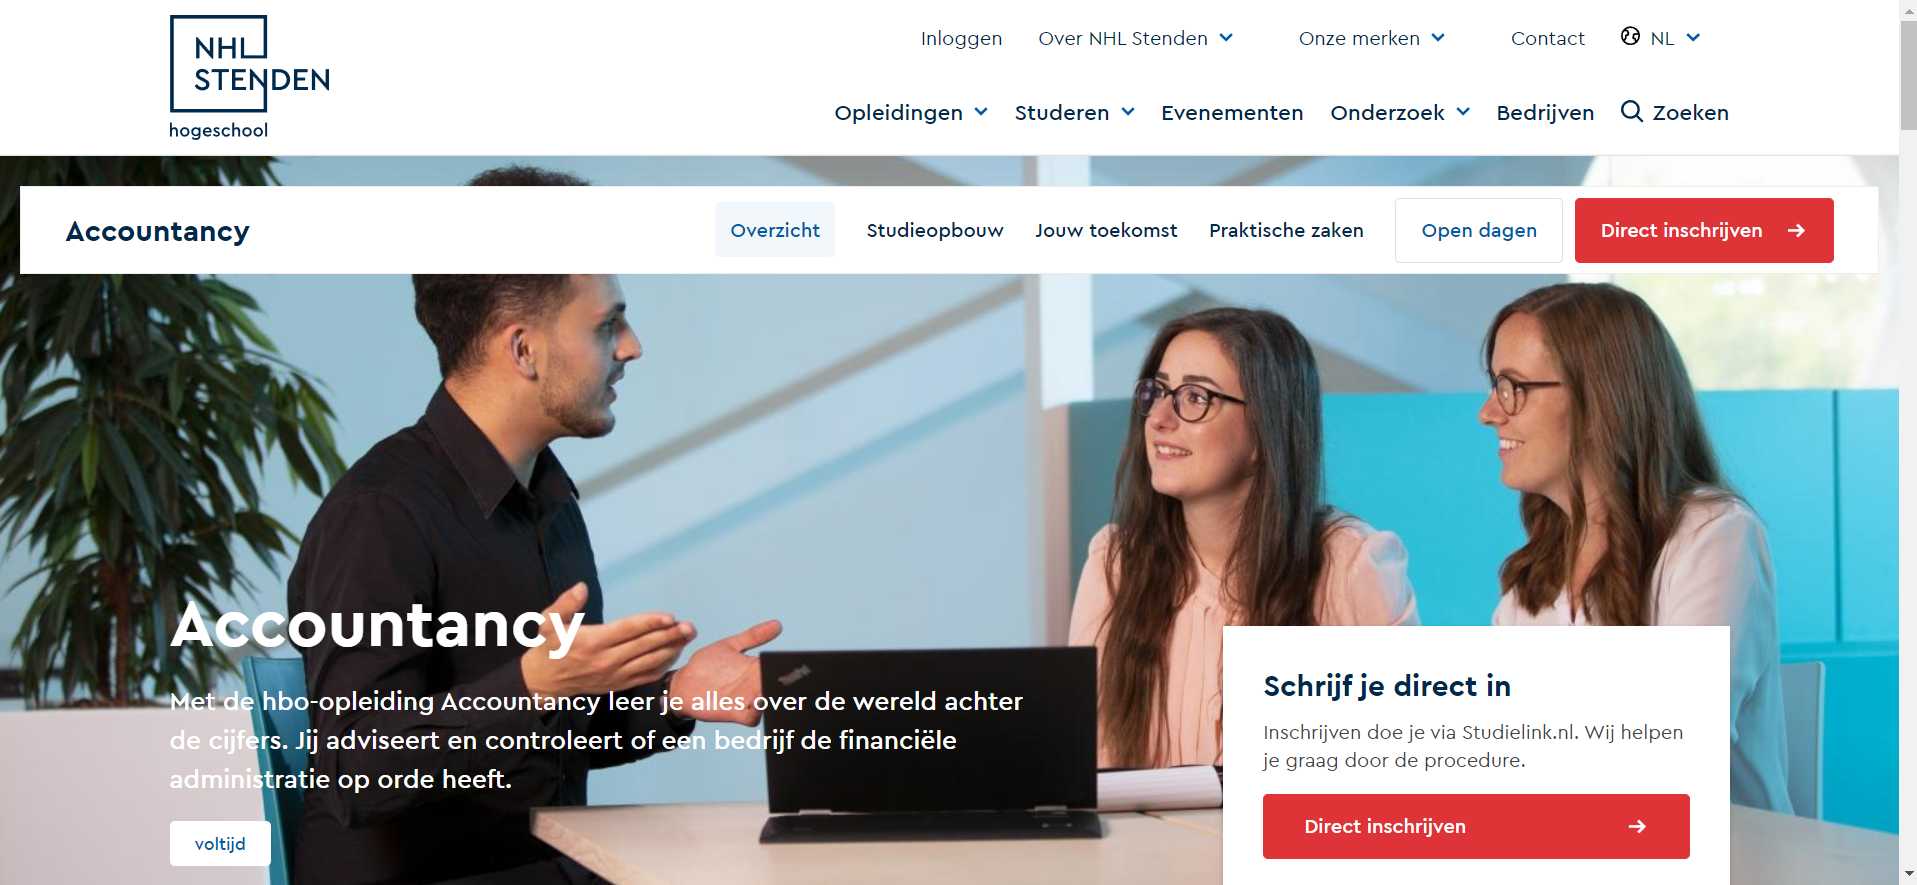 NHL
STENDEN
hogeschool
Inloggen Over NHL Stenden Onze merken Contact NL
Opleidingen Studeren Evenementen Onderzoek Bedrijven Zoeken
Accountancy Overzicht Studieopbouw Jouw toekomst Praktische zaken Open dagen Direct inschrijven
Accountancy
Met de hbo-opleiding Accountancy leer je alles over de wereld achter
de cijfers. Jij adviseert en controleert of een bedrijf de financiële
administratie op orde heeft.
voltijd
Schrijf je direct in
Inschrijven doe je via Studielink.nl. Wij helpen
je graag door de procedure.
Direct inschrijven